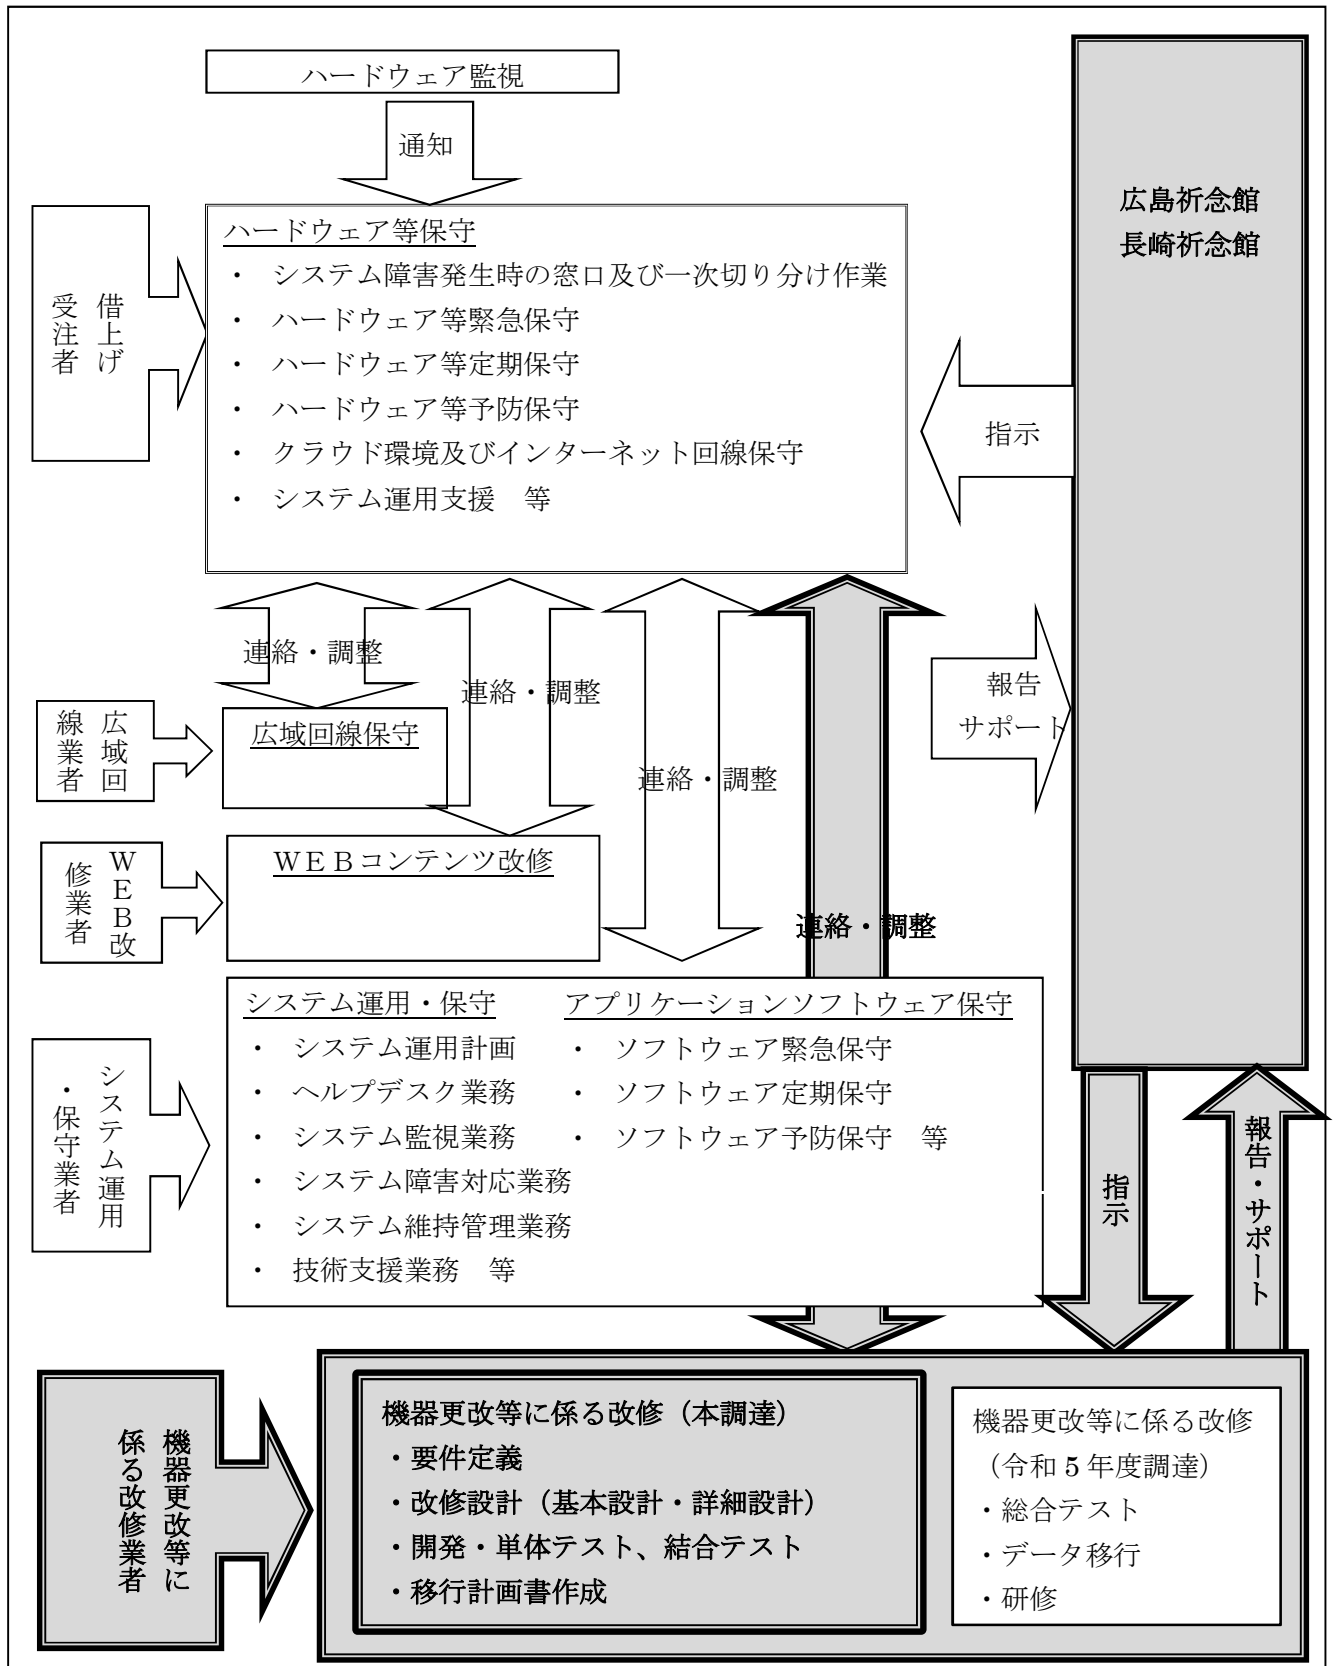 ハードウェア監視
通知
広島祈念館
長崎祈念館
借上げ
受注者
ハードウェア等保守
・ システム障害発生時の窓口及び一次切り分け作業
・ ハードウェア等緊急保守
・ ハードウェア等定期保守
・ ハードウェア等予防保守
クラウド環境及びインターネット回線保守
・ システム運用支援 等
指示
連絡・調整
連絡・調整
連絡・調整
連絡・調整
報告
サポート
広域回
線業者
広域回線保守
WEB改
修業者
WEBコンテンツ改修
システム運用
・保守業者
システム運用・保守
・ システム運用計画
・ ヘルプデスク業務
・ システム監視業務
・ システム障害対応業務
・ システム維持管理業務
・ 技術支援業務 等
アプリケーションソフトウェア保守
・ ソフトウェア緊急保守
・ ソフトウェア定期保守
・ ソフトウェア予防保守 等
指示
報告・サポート
機器更改等に
係る改修業者
機器更改等に係る改修(本調達)
・要件定義
・改修設計(基本設計・詳細設計)
・開発・単体テスト、結合テスト
・移行計画書作成
機器更改等に係る改修
(令和5年度調達)
・総合テスト
・データ移行
・研修